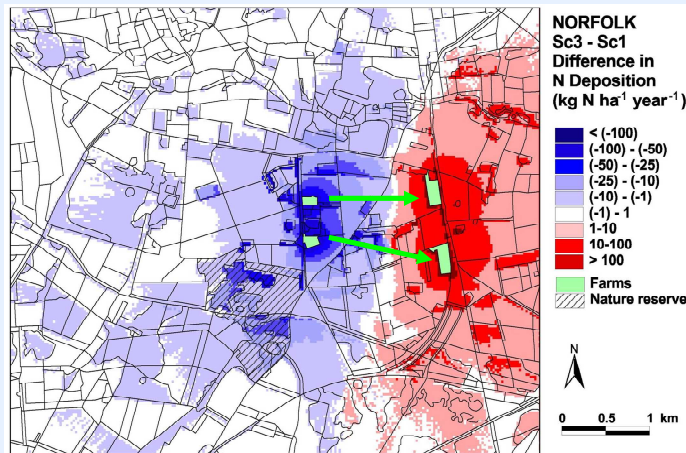 NORFOLK
Sc3 - Sc1
Difference in
N Deposition
(kg N ha⁻¹ year⁻¹)
< (-100)
(-100) - (-50)
(-50) - (-25)
(-25) - (-10)
(-10) - (-1)
(-1) - 1
1-10
10-100
> 100
Farms
Nature reserve
N
0 0.5 1 km